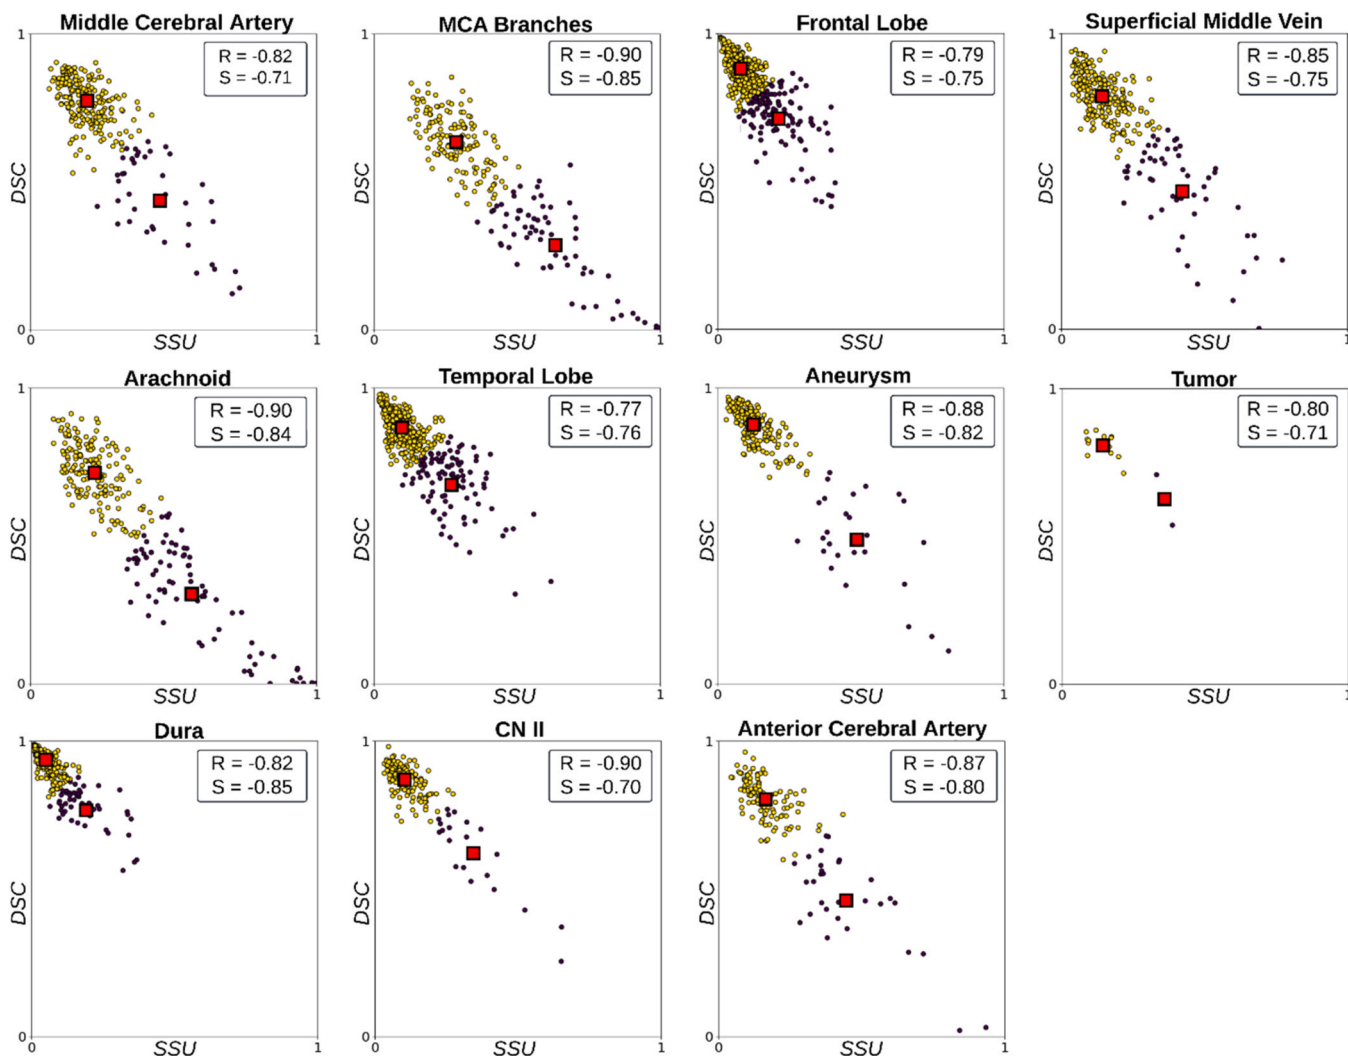 Middle Cerebral Artery
R = -0.82
S = -0.71
1
DSC
0
0
SSU
1
MCA Branches
R = -0.90
S = -0.85
1
DSC
0
0
SSU
1
Frontal Lobe
R = -0.79
S = -0.75
1
DSC
0
0
SSU
1
Superficial Middle Vein
R = -0.85
S = -0.75
1
DSC
0
0
SSU
1
Arachnoid
R = -0.90
S = -0.84
1
DSC
0
0
SSU
1
Temporal Lobe
R = -0.77
S = -0.76
1
DSC
0
0
SSU
1
Aneurysm
R = -0.88
S = -0.82
1
DSC
0
0
SSU
1
Tumor
R = -0.80
S = -0.71
1
DSC
0
0
SSU
1
Dura
R = -0.82
S = -0.85
1
DSC
0
0
SSU
1
CN II
R = -0.90
S = -0.70
1
DSC
0
0
SSU
1
Anterior Cerebral Artery
R = -0.87
S = -0.80
1
DSC
0
0
SSU
1